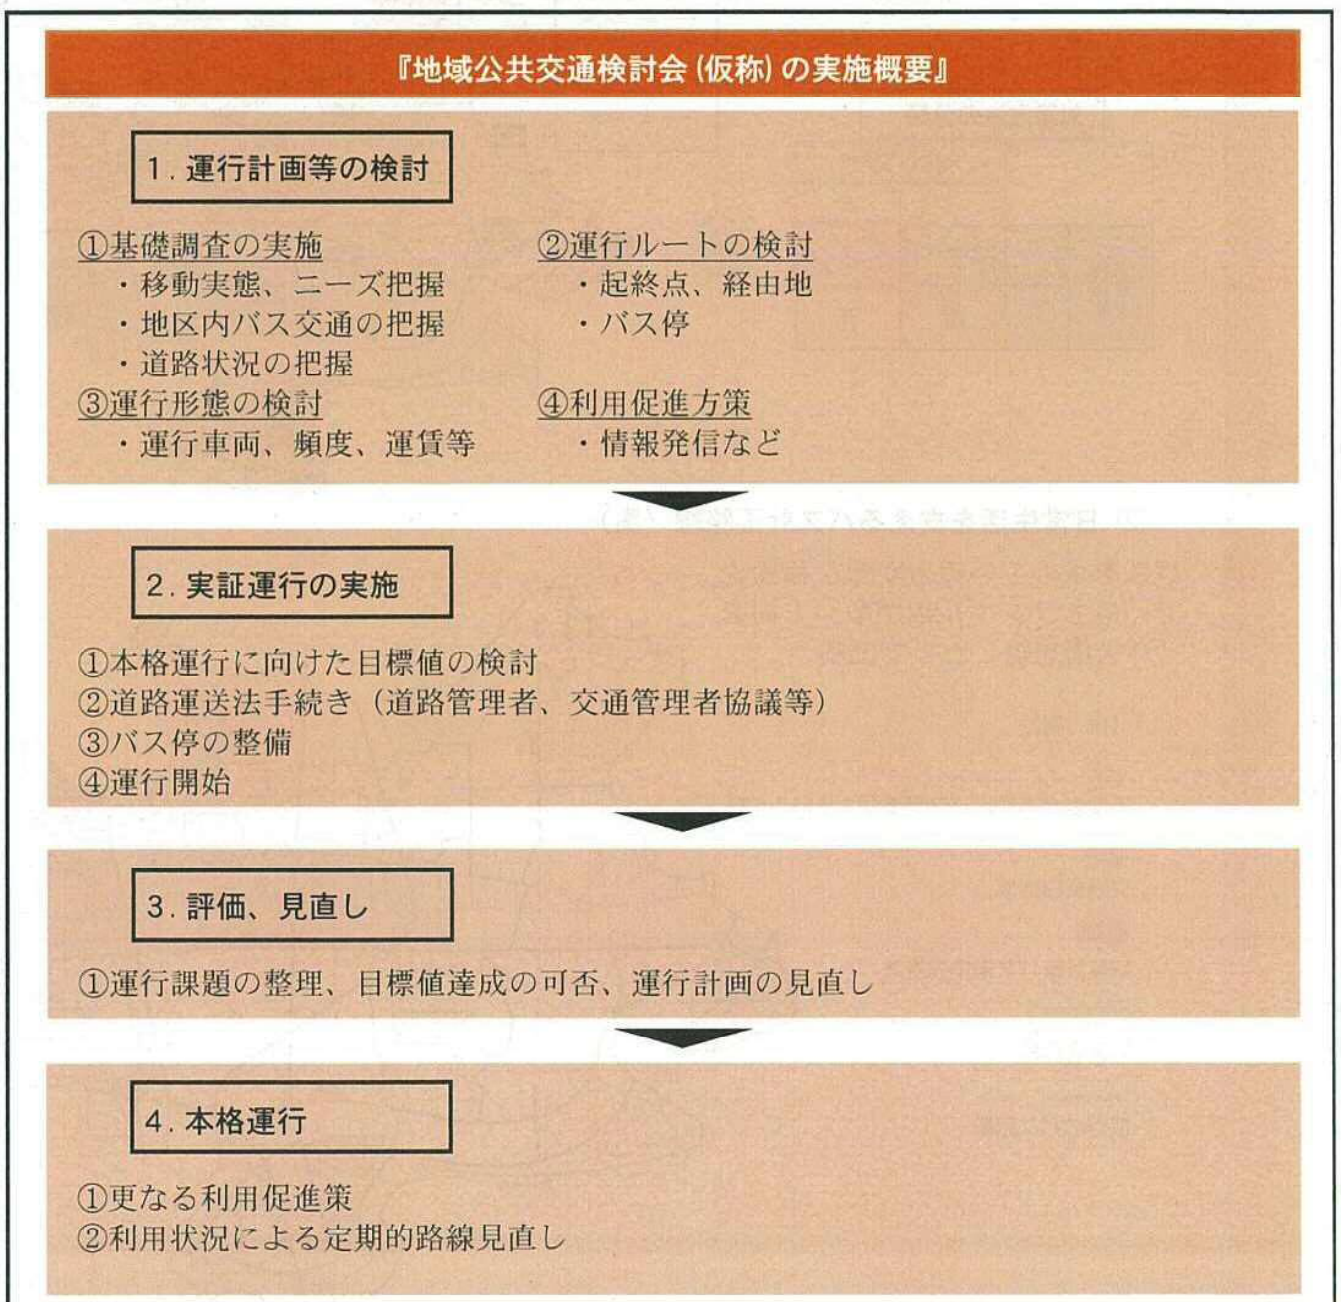 『地域公共交通検討会(仮称)の実施概要』
1. 運行計画等の検討
①基礎調査の実施
・移動実態、ニーズ把握
・地区内バス交通の把握
・道路状況の把握
②運行ルートの検討
・起終点、経由地
・バス停
③運行形態の検討
・運行車両、頻度、運賃等
④利用促進方策
・情報発信など
2. 実証運行の実施
①本格運行に向けた目標値の検討
②道路運送法手続き（道路管理者、交通管理者協議等）
③バス停の整備
④運行開始
3. 評価、見直し
①運行課題の整理、目標値達成の可否、運行計画の見直し
4. 本格運行
①更なる利用促進策
②利用状況による定期的路線見直し